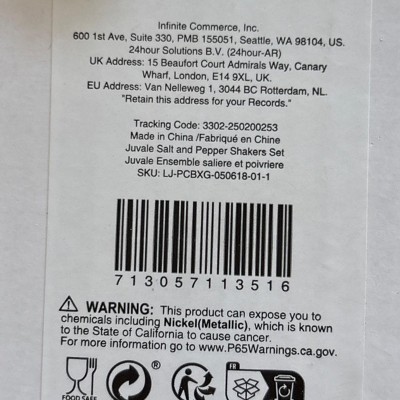 Infinite Commerce, Inc.
600 1st Ave, Suite 330, PMB 155051, Seattle, WA 98104, US.
24hour Solutions B.V. (24hour-AR)
UK Address: 15 Beaufort Court Admirals Way, Canary
Wharf, London, E14 9XL, UK.
EU Address: Van Nelleweg 1, 3044 BC Rotterdam, NL.
"Retain this address for your Records."
Tracking Code: 3302-250200253
Made in China /Fabriqué en Chine
Juvale Salt and Pepper Shakers Set
Juvale Ensemble saliere et poivriere
SKU: LJ-PCBXG-050618-01-1
713057113516
⚠ WARNING: This product can expose you to
chemicals including Nickel(Metallic), which is known
to the State of California to cause cancer.
For more information go to www.P65Warnings.ca.gov.
®
FR
FOOD SAFE